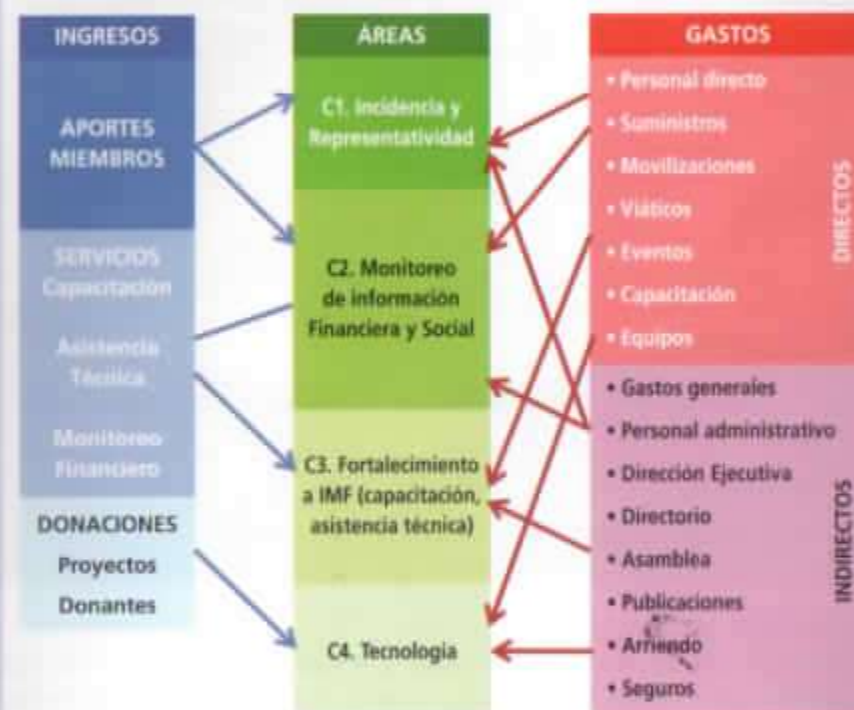 INGRESOS
APORTES
MIEMBROS
SERVICIOS
Capacitación
Asistencia
Técnica
Monitoreo
Financiero
DONACIONES
Proyectos
Donantes
ÁREAS
C1. Incidencia y
Representatividad
C2. Monitoreo
de información
Financiera y Social
C3. Fortalecimiento
a IMF (capacitación,
asistencia técnica)
C4. Tecnología
GASTOS
• Personal directo
• Suministros
• Movilizaciones
• Viáticos
• Eventos
• Capacitación
• Equipos
DIRECTOS
• Gastos generales
• Personal administrativo
• Dirección Ejecutiva
• Directorio
• Asamblea
• Publicaciones
• Arriendo
• Seguros
INDIRECTOS